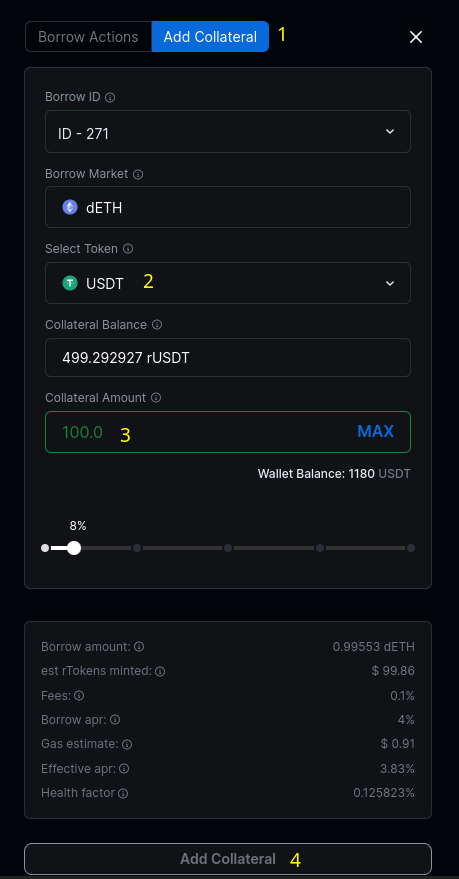 Borrow Actions Add Collateral 1
Borrow ID
ID - 271
Borrow Market
dETH
Select Token
USDT 2
Collateral Balance
499.292927 rUSDT
Collateral Amount
100.0 3 MAX
Wallet Balance: 1180 USDT
8%
Borrow amount: 0.99553 dETH
est rTokens minted: $ 99.86
Fees: 0.1%
Borrow apr: 4%
Gas estimate: $ 0.91
Effective apr: 3.83%
Health factor 0.125823%
Add Collateral 4